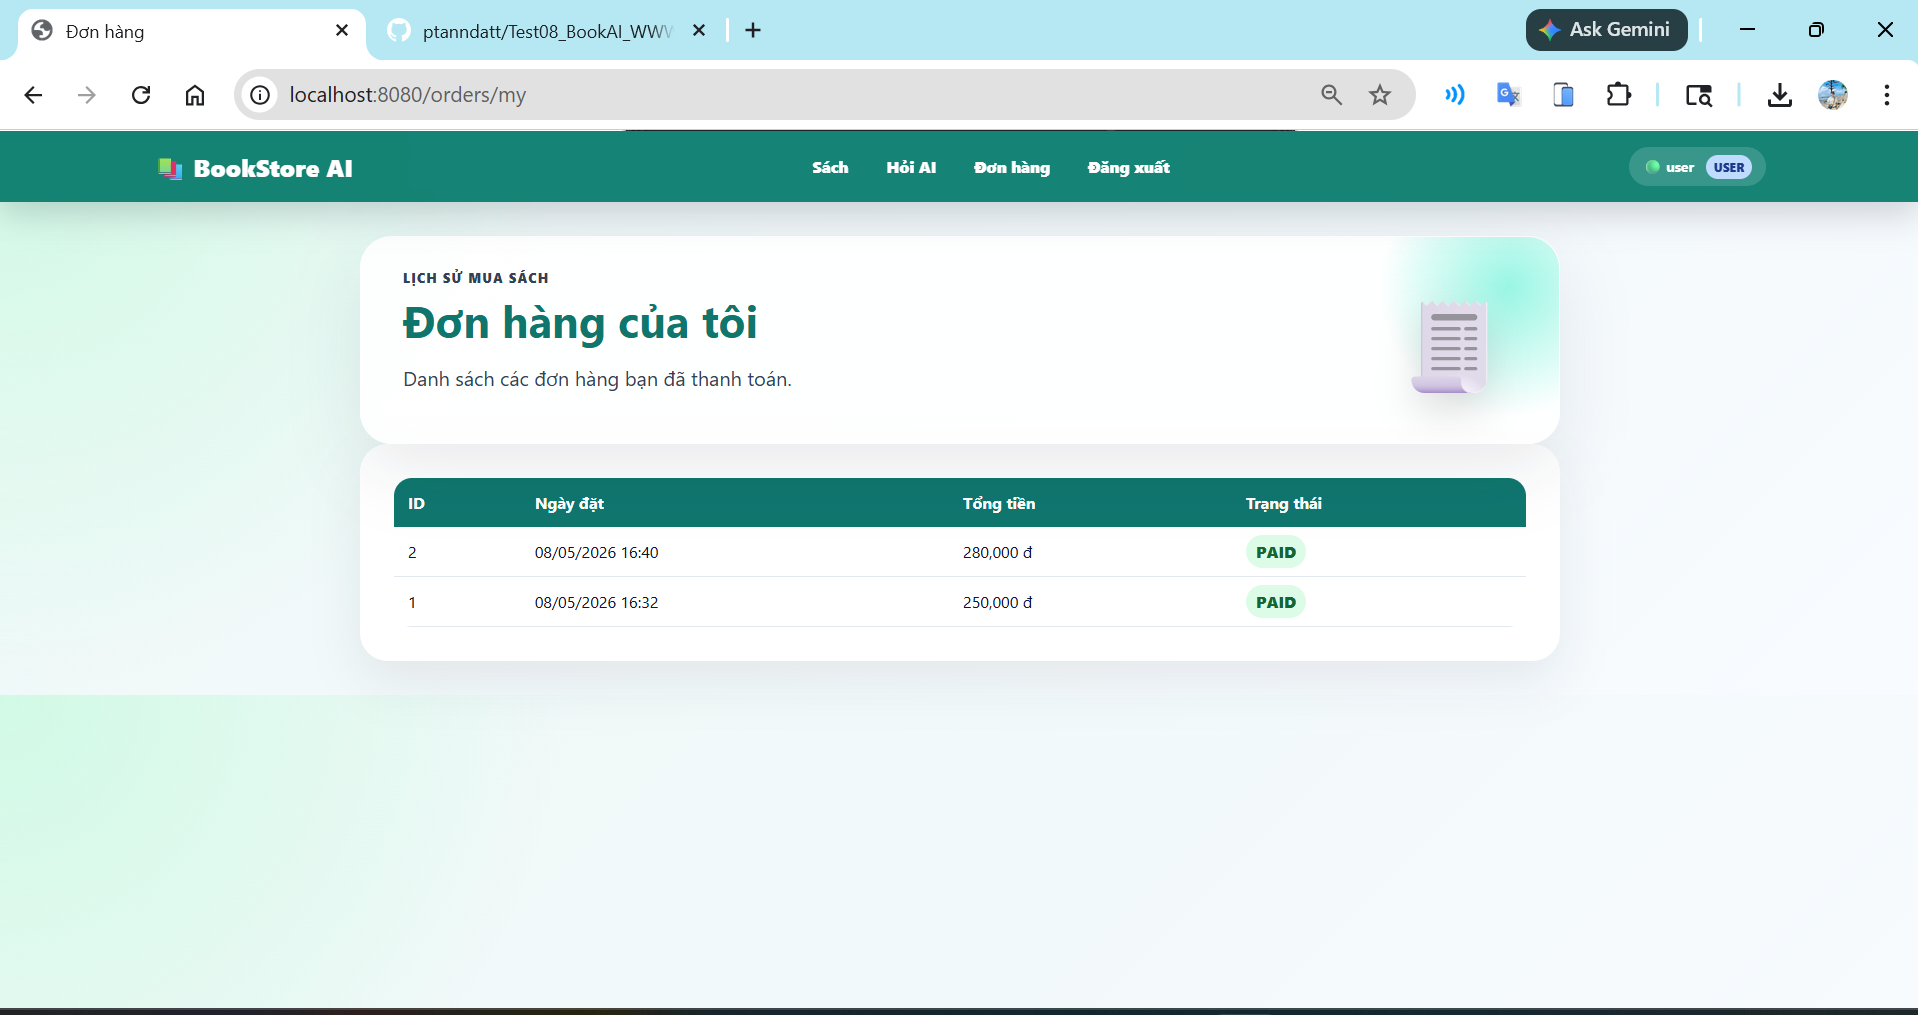 Đơn hàng
ptanndatt/Test08_BookAI_WWW
Ask Gemini
localhost:8080/orders/my
BookStore AI
Sách
Hỏi AI
Đơn hàng
Đăng xuất
user
USER
LỊCH SỬ MUA SÁCH
Đơn hàng của tôi
Danh sách các đơn hàng bạn đã thanh toán.
ID Ngày đặt Tổng tiền Trạng thái
2 08/05/2026 16:40 280,000 đ PAID
1 08/05/2026 16:32 250,000 đ PAID